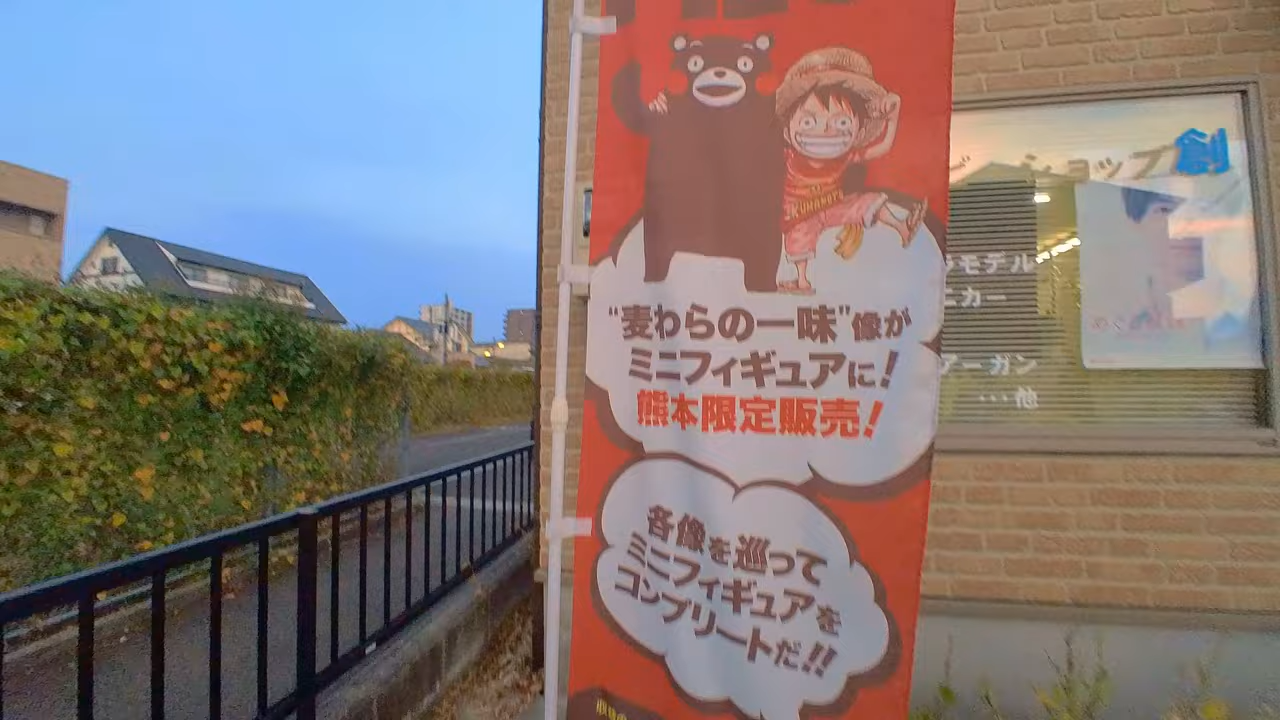 KUMAMOTO
“麦わらの一味”像が
ミニフィギュアに!
熊本限定販売!
各像を巡って
ミニフィギュアを
コンプリートだ!!
ショップ創
モデル
ニカー
アーガン
…他